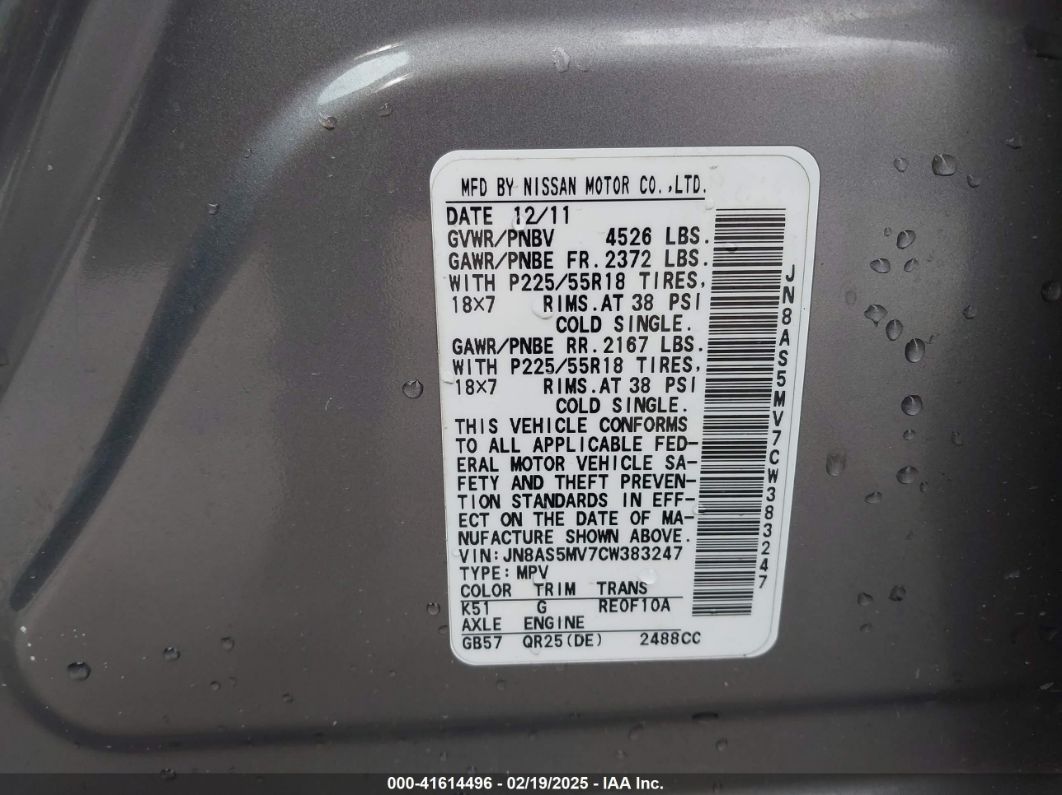 MFD BY NISSAN MOTOR CO.,LTD.
DATE 12/11
GVWR/PNBV 4526 LBS.
GAWR/PNBE FR.2372 LBS.
WITH P225/55R18 TIRES,
18X7 RIMS.AT 38 PSI
COLD SINGLE.
GAWR/PNBE RR.2167 LBS.
WITH P225/55R18 TIRES,
18X7 RIMS.AT 38 PSI
COLD SINGLE.
THIS VEHICLE CONFORMS
TO ALL APPLICABLE FED-
ERAL MOTOR VEHICLE SA-
FETY AND THEFT PREVEN-
TION STANDARDS IN EFF-
ECT ON THE DATE OF MA-
NUFACTURE SHOWN ABOVE.
VIN:JN8AS5MV7CW383247
TYPE:MPV
COLOR TRIM TRANS
K51 G RE0F10A
AXLE ENGINE
GB57 QR25(DE) 2488CC
JN8AS5MV7CW383247
000-41614496 - 02/19/2025 - IAA Inc.